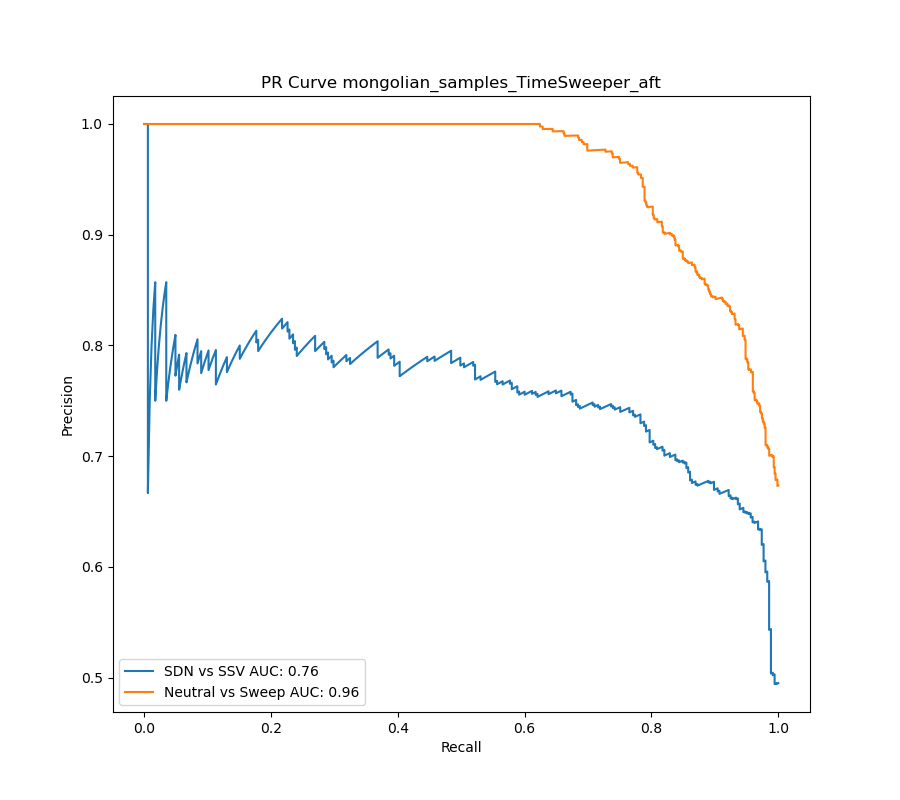 PR Curve mongolian_samples_TimeSweeper_aft
1.0
0.9
0.8
0.7
0.6
0.5
Precision
SDN vs SSV AUC: 0.76
Neutral vs Sweep AUC: 0.96
0.0 0.2 0.4 0.6 0.8 1.0
Recall